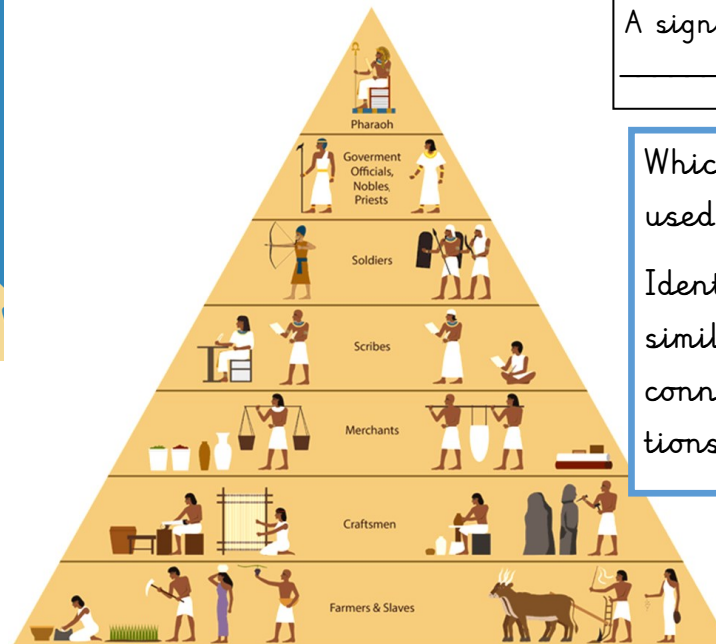 A sign
Pharaoh
Goverment
Officials,
Nobles,
Priests
Soldiers
Scribes
Merchants
Craftsmen
Farmers & Slaves
Whic
used
Ident
simil
conn
tions